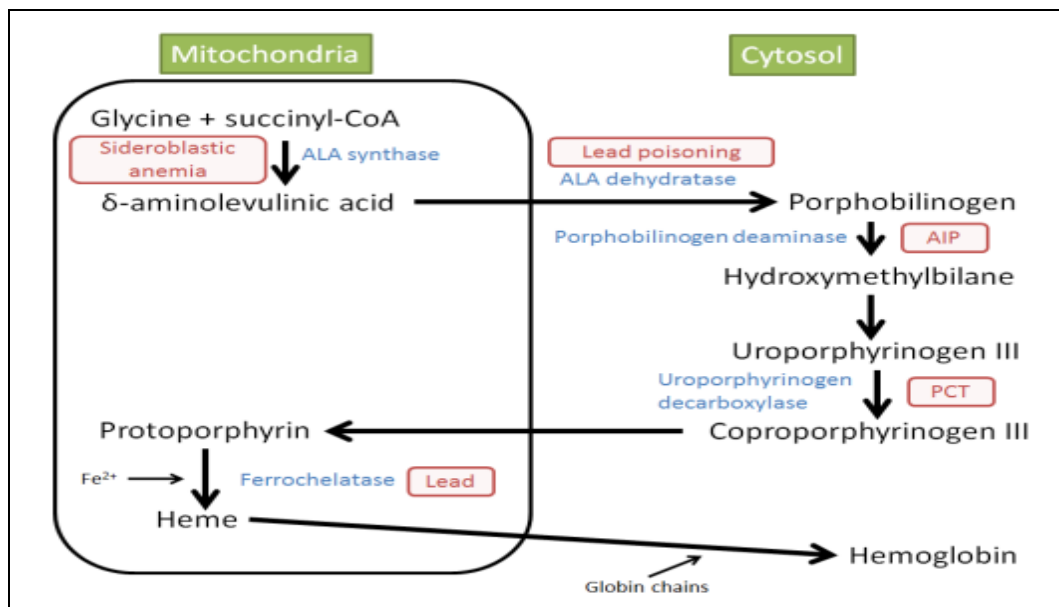 Mitochondria
Cytosol
Glycine + succinyl-CoA
Sideroblastic
anemia
ALA synthase
Lead poisoning
ALA dehydratase
δ-aminolevulinic acid
Porphobilinogen
Porphobilinogen deaminase
AIP
Hydroxymethylbilane
Uroporphyrinogen III
Uroporphyrinogen
decarboxylase
PCT
Protoporphyrin
Coproporphyrinogen III
Fe²⁺
Ferrochelatase
Lead
Heme
Hemoglobin
Globin chains